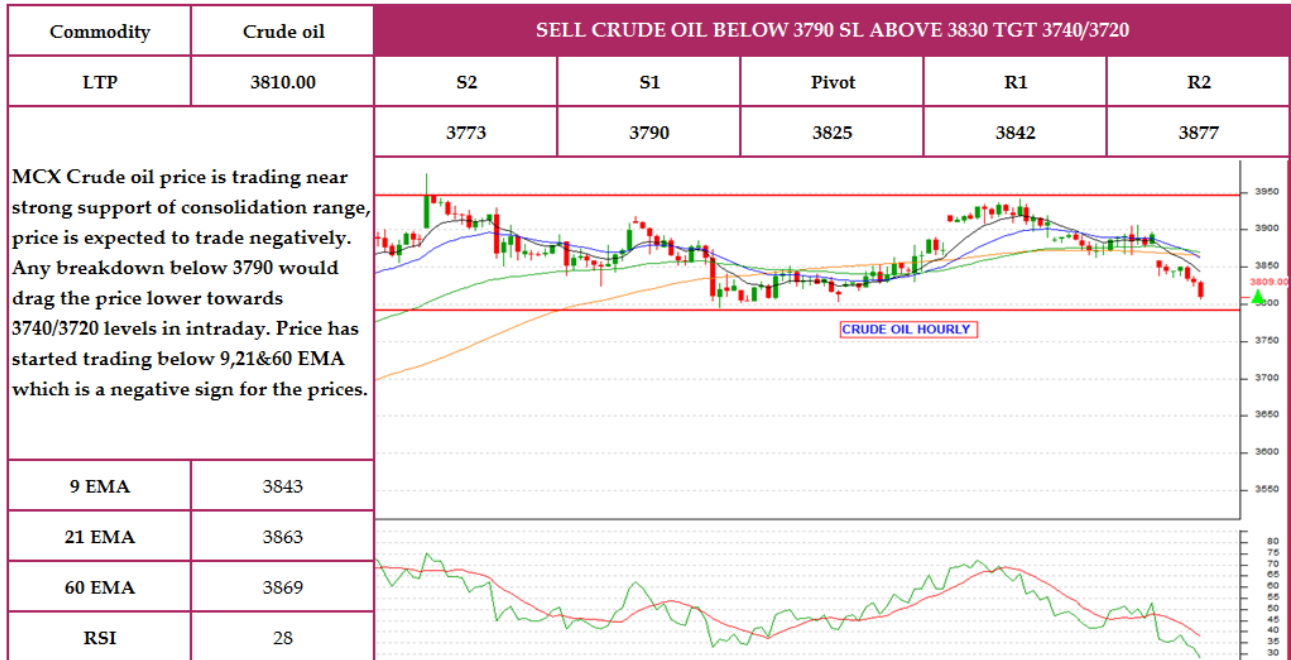 Commodity Crude oil SELL CRUDE OIL BELOW 3790 SL ABOVE 3830 TGT 3740/3720
LTP 3810.00 S2 S1 Pivot R1 R2
3773 3790 3825 3842 3877
MCX Crude oil price is trading near
strong support of consolidation range,
price is expected to trade negatively.
Any breakdown below 3790 would
drag the price lower towards
3740/3720 levels in intraday. Price has
started trading below 9,21&60 EMA
which is a negative sign for the prices.
9 EMA 3843
21 EMA 3863
60 EMA 3869
RSI 28
CRUDE OIL HOURLY
3950
3900
3850
3809.00
3800
3750
3700
3650
3600
3550
80
75
70
65
60
55
50
45
40
35
30